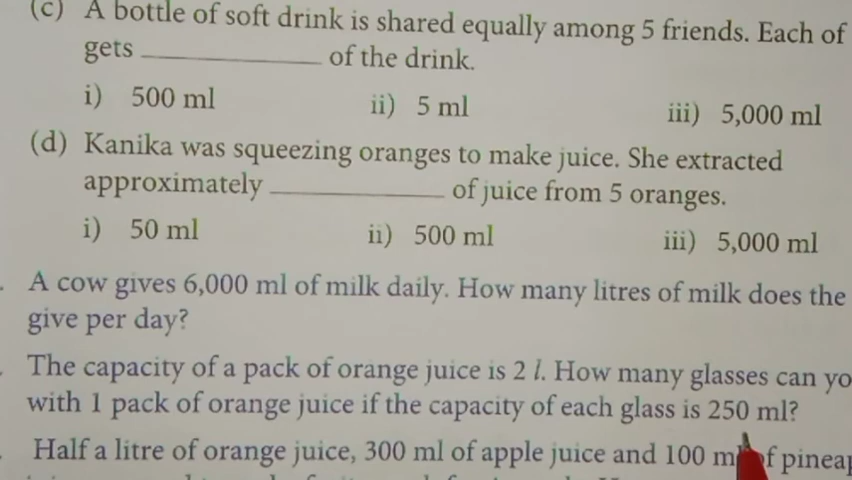 (c) A bottle of soft drink is shared equally among 5 friends. Each of
gets ____________ of the drink.
i) 500 ml ii) 5 ml iii) 5,000 ml
(d) Kanika was squeezing oranges to make juice. She extracted
approximately ____________ of juice from 5 oranges.
i) 50 ml ii) 500 ml iii) 5,000 ml
A cow gives 6,000 ml of milk daily. How many litres of milk does the
give per day?
The capacity of a pack of orange juice is 2 l. How many glasses can yo
with 1 pack of orange juice if the capacity of each glass is 250 ml?
Half a litre of orange juice, 300 ml of apple juice and 100 ml of pineap